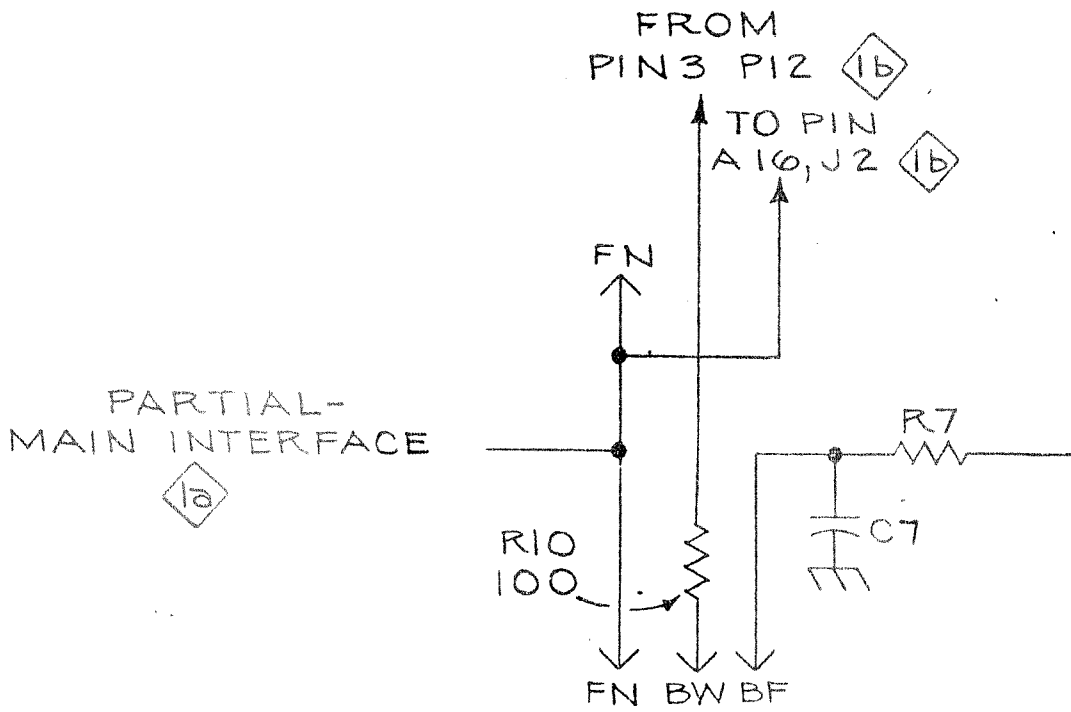 FROM
PIN3 P12 1b
TO PIN
A16, J2 1b
FN
PARTIAL-
MAIN INTERFACE
1a
R7
C7
R10
100
FN BW BF